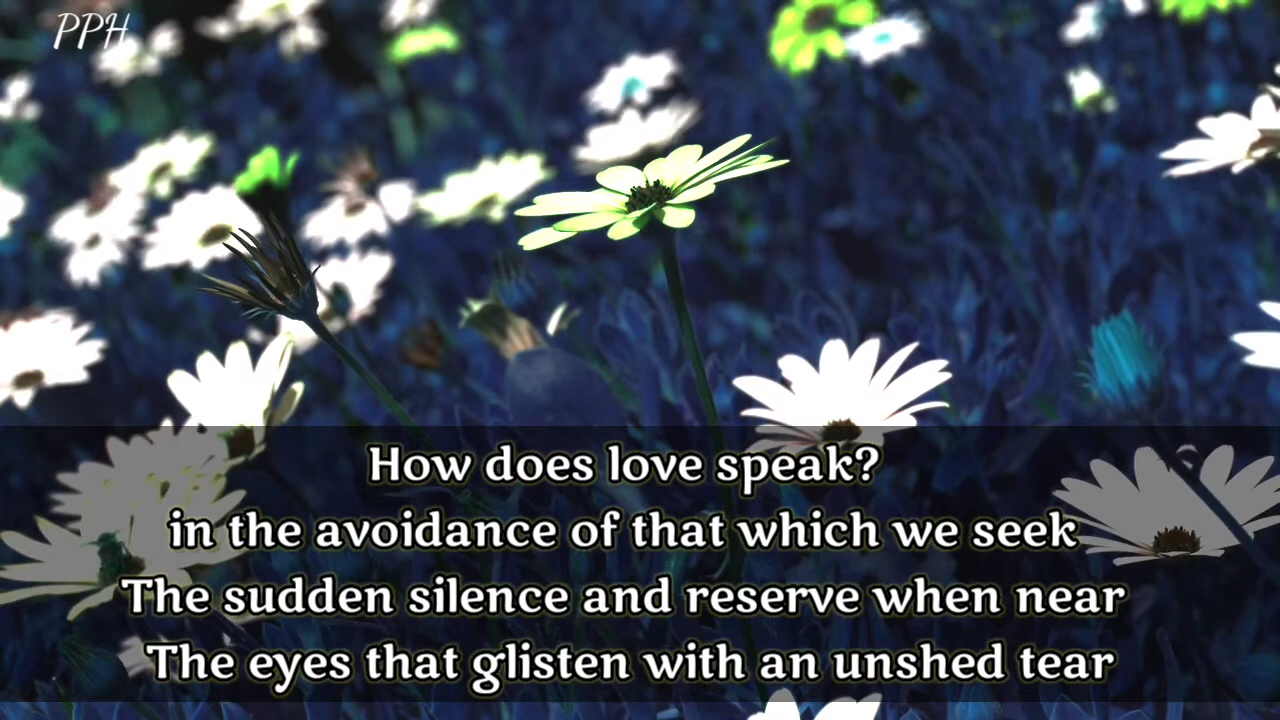 PPH
How does love speak?
in the avoidance of that which we seek
The sudden silence and reserve when near
The eyes that glisten with an unshed tear